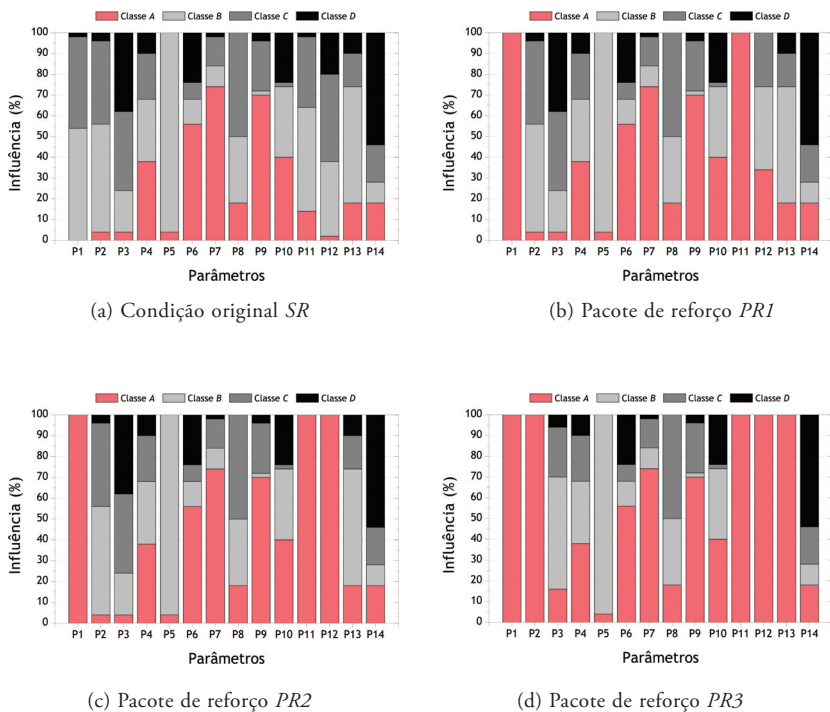 Classe A Classe B Classe C Classe D
Influência (%)
100
90
80
70
60
50
40
30
20
10
0
P1 P2 P3 P4 P5 P6 P7 P8 P9 P10 P11 P12 P13 P14
Parâmetros
(a) Condição original SR
Classe A Classe B Classe C Classe D
Influência (%)
100
90
80
70
60
50
40
30
20
10
0
P1 P2 P3 P4 P5 P6 P7 P8 P9 P10 P11 P12 P13 P14
Parâmetros
(b) Pacote de reforço PR1
Classe A Classe B Classe C Classe D
Influência (%)
100
90
80
70
60
50
40
30
20
10
0
P1 P2 P3 P4 P5 P6 P7 P8 P9 P10 P11 P12 P13 P14
Parâmetros
(c) Pacote de reforço PR2
Classe A Classe B Classe C Classe D
Influência (%)
100
90
80
70
60
50
40
30
20
10
0
P1 P2 P3 P4 P5 P6 P7 P8 P9 P10 P11 P12 P13 P14
Parâmetros
(d) Pacote de reforço PR3